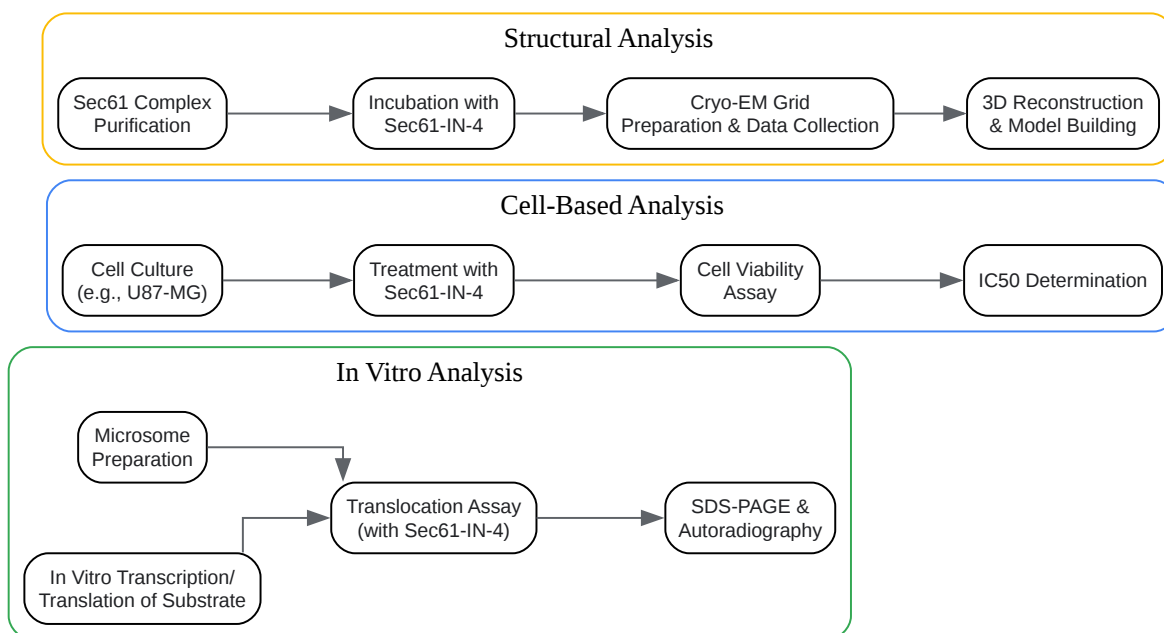 Structural Analysis
Sec61 Complex
Purification
Incubation with
Sec61-IN-4
Cryo-EM Grid
Preparation & Data Collection
3D Reconstruction
& Model Building
Cell-Based Analysis
Cell Culture
(e.g., U87-MG)
Treatment with
Sec61-IN-4
Cell Viability
Assay
IC50 Determination
In Vitro Analysis
Microsome
Preparation
In Vitro Transcription/
Translation of Substrate
Translocation Assay
(with Sec61-IN-4)
SDS-PAGE &
Autoradiography